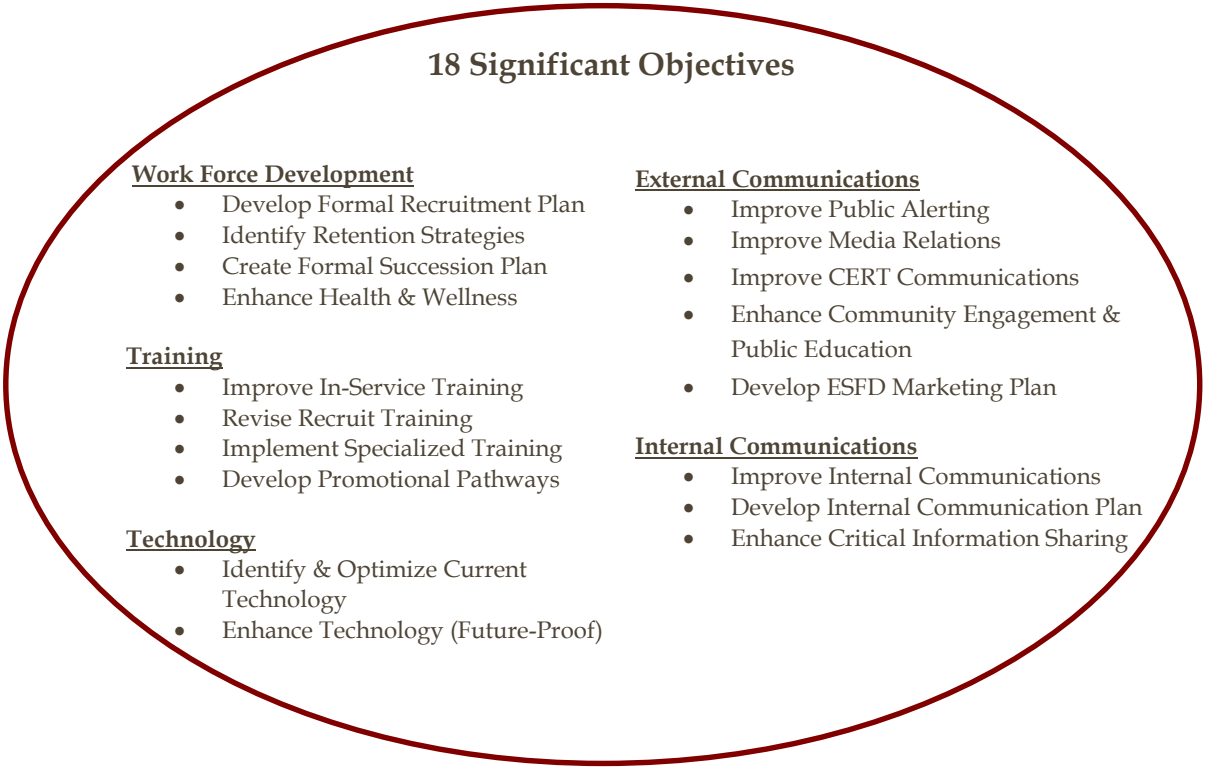 18 Significant Objectives
Work Force Development
• Develop Formal Recruitment Plan
• Identify Retention Strategies
• Create Formal Succession Plan
• Enhance Health & Wellness
Training
• Improve In-Service Training
• Revise Recruit Training
• Implement Specialized Training
• Develop Promotional Pathways
Technology
• Identify & Optimize Current
Technology
• Enhance Technology (Future-Proof)
External Communications
• Improve Public Alerting
• Improve Media Relations
• Improve CERT Communications
• Enhance Community Engagement &
Public Education
• Develop ESFD Marketing Plan
Internal Communications
• Improve Internal Communications
• Develop Internal Communication Plan
• Enhance Critical Information Sharing